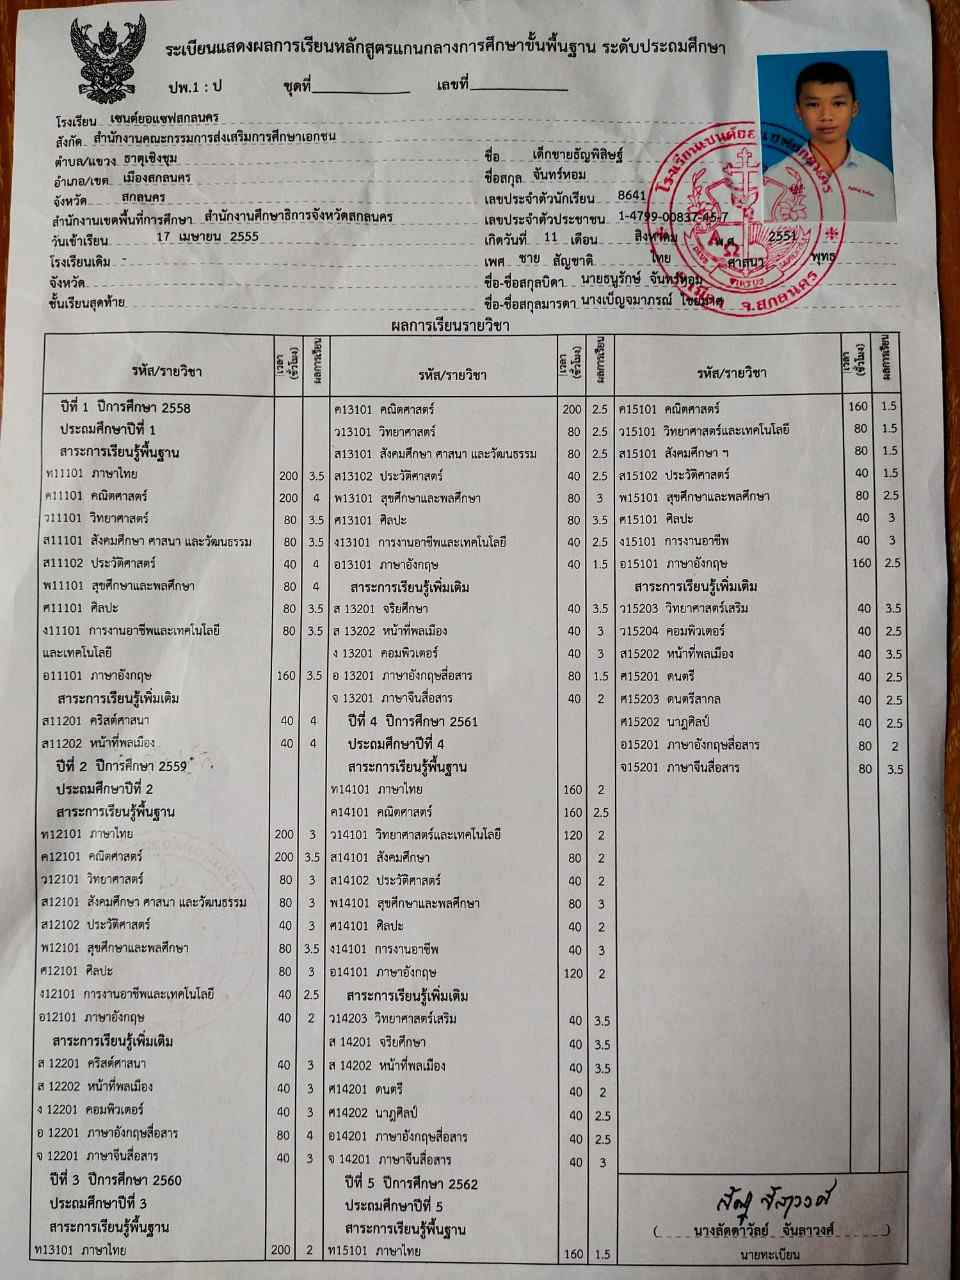 ระเบียนแสดงผลการเรียนหลักสูตรแกนกลางการศึกษาขั้นพื้นฐาน ระดับประถมศึกษา
ปพ.1 : ป ชุดที่ เลขที่
โรงเรียน เซนต์ยอแซฟสกลนคร
สังกัด สำนักงานคณะกรรมการส่งเสริมการศึกษาเอกชน
ตำบล/แขวง ธาตุเชิงชุม
อำเภอ/เขต เมืองสกลนคร
จังหวัด สกลนคร
สำนักงานเขตพื้นที่การศึกษา สำนักงานศึกษาธิการจังหวัดสกลนคร
วันเข้าเรียน 17 เมษายน 2555
โรงเรียนเดิม -
จังหวัด
ชั้นเรียนสุดท้าย
ชื่อ เด็กชายธัญพิสิษฐ์
ชื่อสกุล จันทร์หอม
เลขประจำตัวนักเรียน 8641
เลขประจำตัวประชาชน 1-4799-00837-45-7
เกิดวันที่ 11 เดือน สิงหาคม พ.ศ. 2551
เพศ ชาย สัญชาติ ไทย ศาสนา พุทธ
ชื่อ-ชื่อสกุลบิดา นายธนูรักษ์ จันทร์หอม
ชื่อ-ชื่อสกุลมารดา นางเบ็ญจมาภรณ์
จ.สกลนคร
ผลการเรียนรายวิชา
รหัส/รายวิชา เวลา (ชั่วโมง) ผลการเรียน
ปีที่ 1 ปีการศึกษา 2558
ประถมศึกษาปีที่ 1
สาระการเรียนรู้พื้นฐาน
ท11101 ภาษาไทย 200 3.5
ค11101 คณิตศาสตร์ 200 4
ว11101 วิทยาศาสตร์ 80 3.5
ส11101 สังคมศึกษา ศาสนา และวัฒนธรรม 80 3.5
ส11102 ประวัติศาสตร์ 40 4
พ11101 สุขศึกษาและพลศึกษา 80 4
ศ11101 ศิลปะ 80 3.5
ง11101 การงานอาชีพและเทคโนโลยี 80 3.5
และเทคโนโลยี
อ11101 ภาษาอังกฤษ 160 3.5
สาระการเรียนรู้เพิ่มเติม
ส11201 คริสต์ศาสนา 40 4
ส11202 หน้าที่พลเมือง 40 4
ปีที่ 2 ปีการศึกษา 2559
ประถมศึกษาปีที่ 2
สาระการเรียนรู้พื้นฐาน
ท12101 ภาษาไทย 200 3
ค12101 คณิตศาสตร์ 200 3.5
ว12101 วิทยาศาสตร์ 80 3
ส12101 สังคมศึกษา ศาสนา และวัฒนธรรม 80 3
ส12102 ประวัติศาสตร์ 40 3
พ12101 สุขศึกษาและพลศึกษา 80 3.5
ศ12101 ศิลปะ 80 3
ง12101 การงานอาชีพและเทคโนโลยี 40 2.5
อ12101 ภาษาอังกฤษ 40 2
สาระการเรียนรู้เพิ่มเติม
ส 12201 คริสต์ศาสนา 40 3
ส 12202 หน้าที่พลเมือง 40 3
ง 12201 คอมพิวเตอร์ 40 3
อ 12201 ภาษาอังกฤษสื่อสาร 80 4
จ 12201 ภาษาจีนสื่อสาร 40 3
ปีที่ 3 ปีการศึกษา 2560
ประถมศึกษาปีที่ 3
สาระการเรียนรู้พื้นฐาน
ท13101 ภาษาไทย 200 2
รหัส/รายวิชา เวลา (ชั่วโมง) ผลการเรียน
ค13101 คณิตศาสตร์ 200 2.5
ว13101 วิทยาศาสตร์ 80 2.5
ส13101 สังคมศึกษา ศาสนา และวัฒนธรรม 80 2.5
ส13102 ประวัติศาสตร์ 40 2.5
พ13101 สุขศึกษาและพลศึกษา 80 3
ศ13101 ศิลปะ 80 3.5
ง13101 การงานอาชีพและเทคโนโลยี 40 2.5
อ13101 ภาษาอังกฤษ 40 1.5
สาระการเรียนรู้เพิ่มเติม
ส 13201 จริยศึกษา 40 3.5
ส 13202 หน้าที่พลเมือง 40 3
ง 13201 คอมพิวเตอร์ 40 3
อ 13201 ภาษาอังกฤษสื่อสาร 80 1.5
จ 13201 ภาษาจีนสื่อสาร 40 2
ปีที่ 4 ปีการศึกษา 2561
ประถมศึกษาปีที่ 4
สาระการเรียนรู้พื้นฐาน
ท14101 ภาษาไทย 160 2
ค14101 คณิตศาสตร์ 160 2.5
ว14101 วิทยาศาสตร์และเทคโนโลยี 120 2
ส14101 สังคมศึกษา 80 2
ส14102 ประวัติศาสตร์ 40 2
พ14101 สุขศึกษาและพลศึกษา 80 3
ศ14101 ศิลปะ 40 2
ง14101 การงานอาชีพ 40 3
อ14101 ภาษาอังกฤษ 120 2
สาระการเรียนรู้เพิ่มเติม
ว14203 วิทยาศาสตร์เสริม 40 3.5
ส 14201 จริยศึกษา 40 3.5
ส 14202 หน้าที่พลเมือง 40 3.5
ศ14201 ดนตรี 40 2
ศ14202 นาฏศิลป์ 40 2.5
อ14201 ภาษาอังกฤษสื่อสาร 40 2.5
จ 14201 ภาษาจีนสื่อสาร 40 3
ปีที่ 5 ปีการศึกษา 2562
ประถมศึกษาปีที่ 5
สาระการเรียนรู้พื้นฐาน
ท15101 ภาษาไทย 160 1.5
รหัส/รายวิชา เวลา (ชั่วโมง) ผลการเรียน
ค15101 คณิตศาสตร์ 160 1.5
ว15101 วิทยาศาสตร์และเทคโนโลยี 80 1.5
ส15101 สังคมศึกษา ฯ 80 1.5
ส15102 ประวัติศาสตร์ 40 1.5
พ15101 สุขศึกษาและพลศึกษา 80 2.5
ศ15101 ศิลปะ 40 3
ง15101 การงานอาชีพ 40 3
อ15101 ภาษาอังกฤษ 160 2.5
สาระการเรียนรู้เพิ่มเติม
ว15203 วิทยาศาสตร์เสริม 40 3.5
ว15204 คอมพิวเตอร์ 40 2.5
ส15202 หน้าที่พลเมือง 40 3.5
ศ15201 ดนตรี 40 2.5
ศ15203 ดนตรีสากล 40 2.5
ศ15202 นาฏศิลป์ 40 2.5
อ15201 ภาษาอังกฤษสื่อสาร 80 2
จ15201 ภาษาจีนสื่อสาร 80 3.5
( นางลัดดาวัลย์ จันลาวงศ์ )
นายทะเบียน